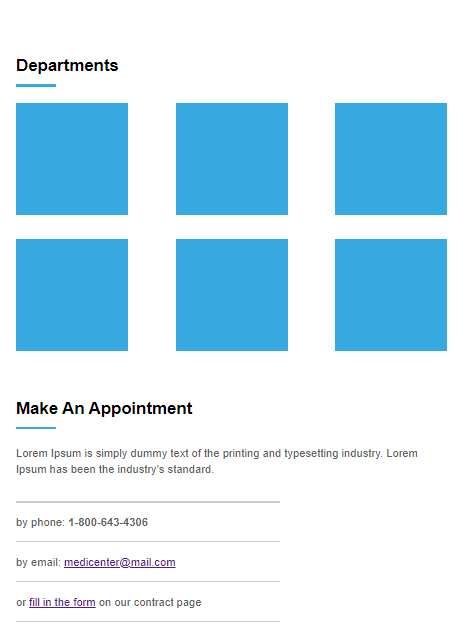 Departments
Make An Appointment
Lorem Ipsum is simply dummy text of the printing and typesetting industry. Lorem
Ipsum has been the industry's standard.
by phone: 1-800-643-4306
by email: medicenter@mail.com
or fill in the form on our contract page